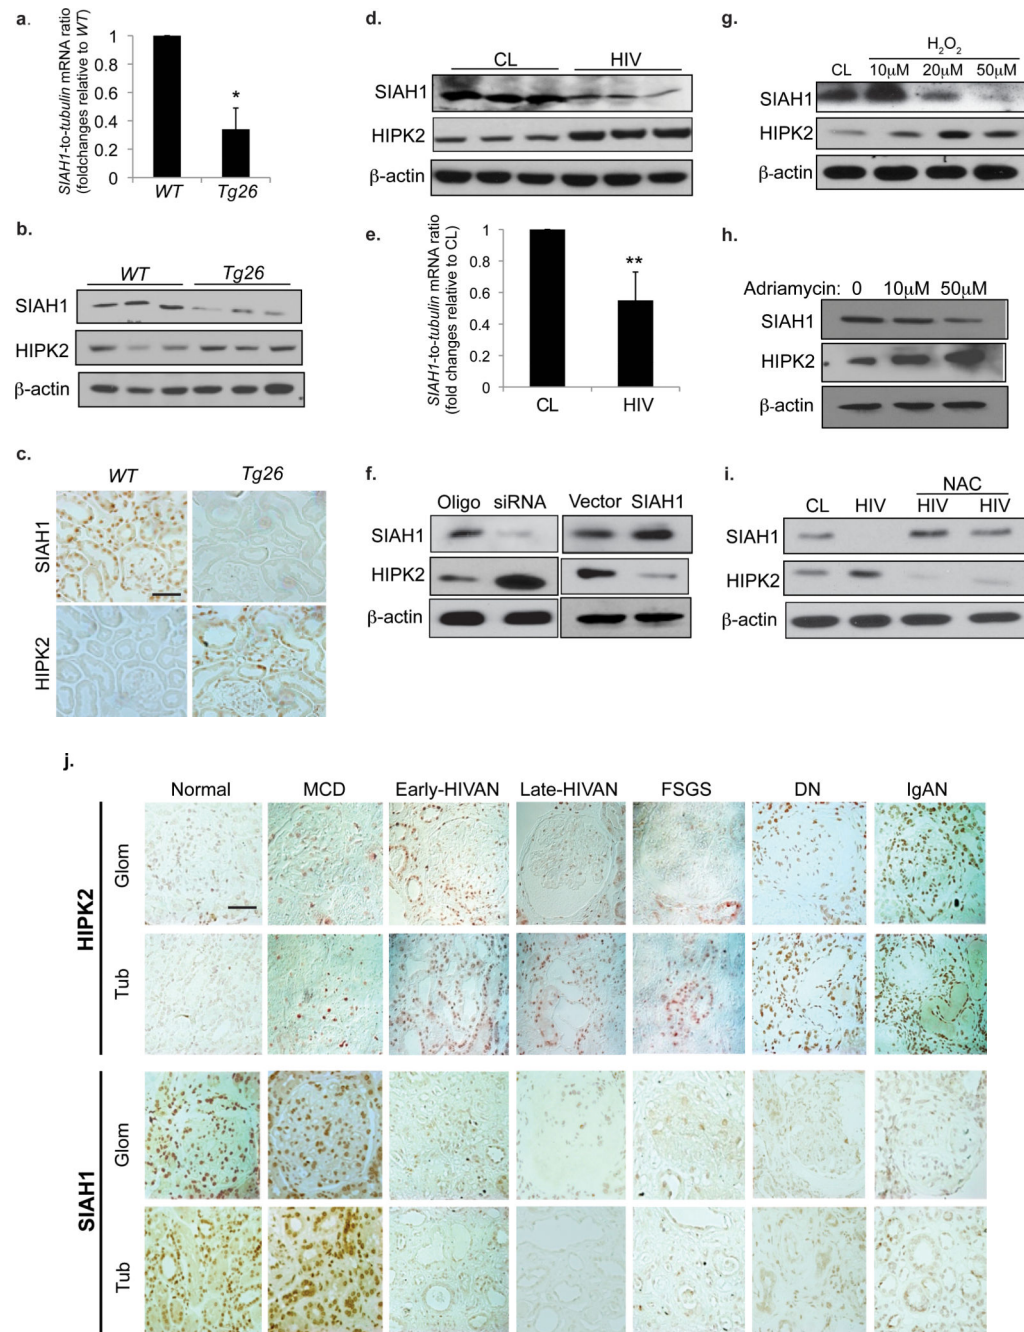 a.
SIAH1-to-tubulin mRNA ratio
(foldchanges relative to WT)
1
0.8
0.6
0.4
0.2
0
*
WT Tg26
b.
WT Tg26
SIAH1
HIPK2
β-actin
c.
WT Tg26
SIAH1
HIPK2
d.
CL HIV
SIAH1
HIPK2
β-actin
e.
SIAH1-to-tubulin mRNA ratio
(fold changes relative to CL)
1
0.8
0.6
0.4
0.2
0
**
CL HIV
f.
Oligo siRNA Vector SIAH1
SIAH1
HIPK2
β-actin
g.
H₂O₂
CL 10μM 20μM 50μM
SIAH1
HIPK2
β-actin
h.
Adriamycin: 0 10μM 50μM
SIAH1
HIPK2
β-actin
i.
NAC
CL HIV HIV HIV
SIAH1
HIPK2
β-actin
j.
Normal MCD Early-HIVAN Late-HIVAN FSGS DN IgAN
HIPK2
Glom
Tub
SIAH1
Glom
Tub